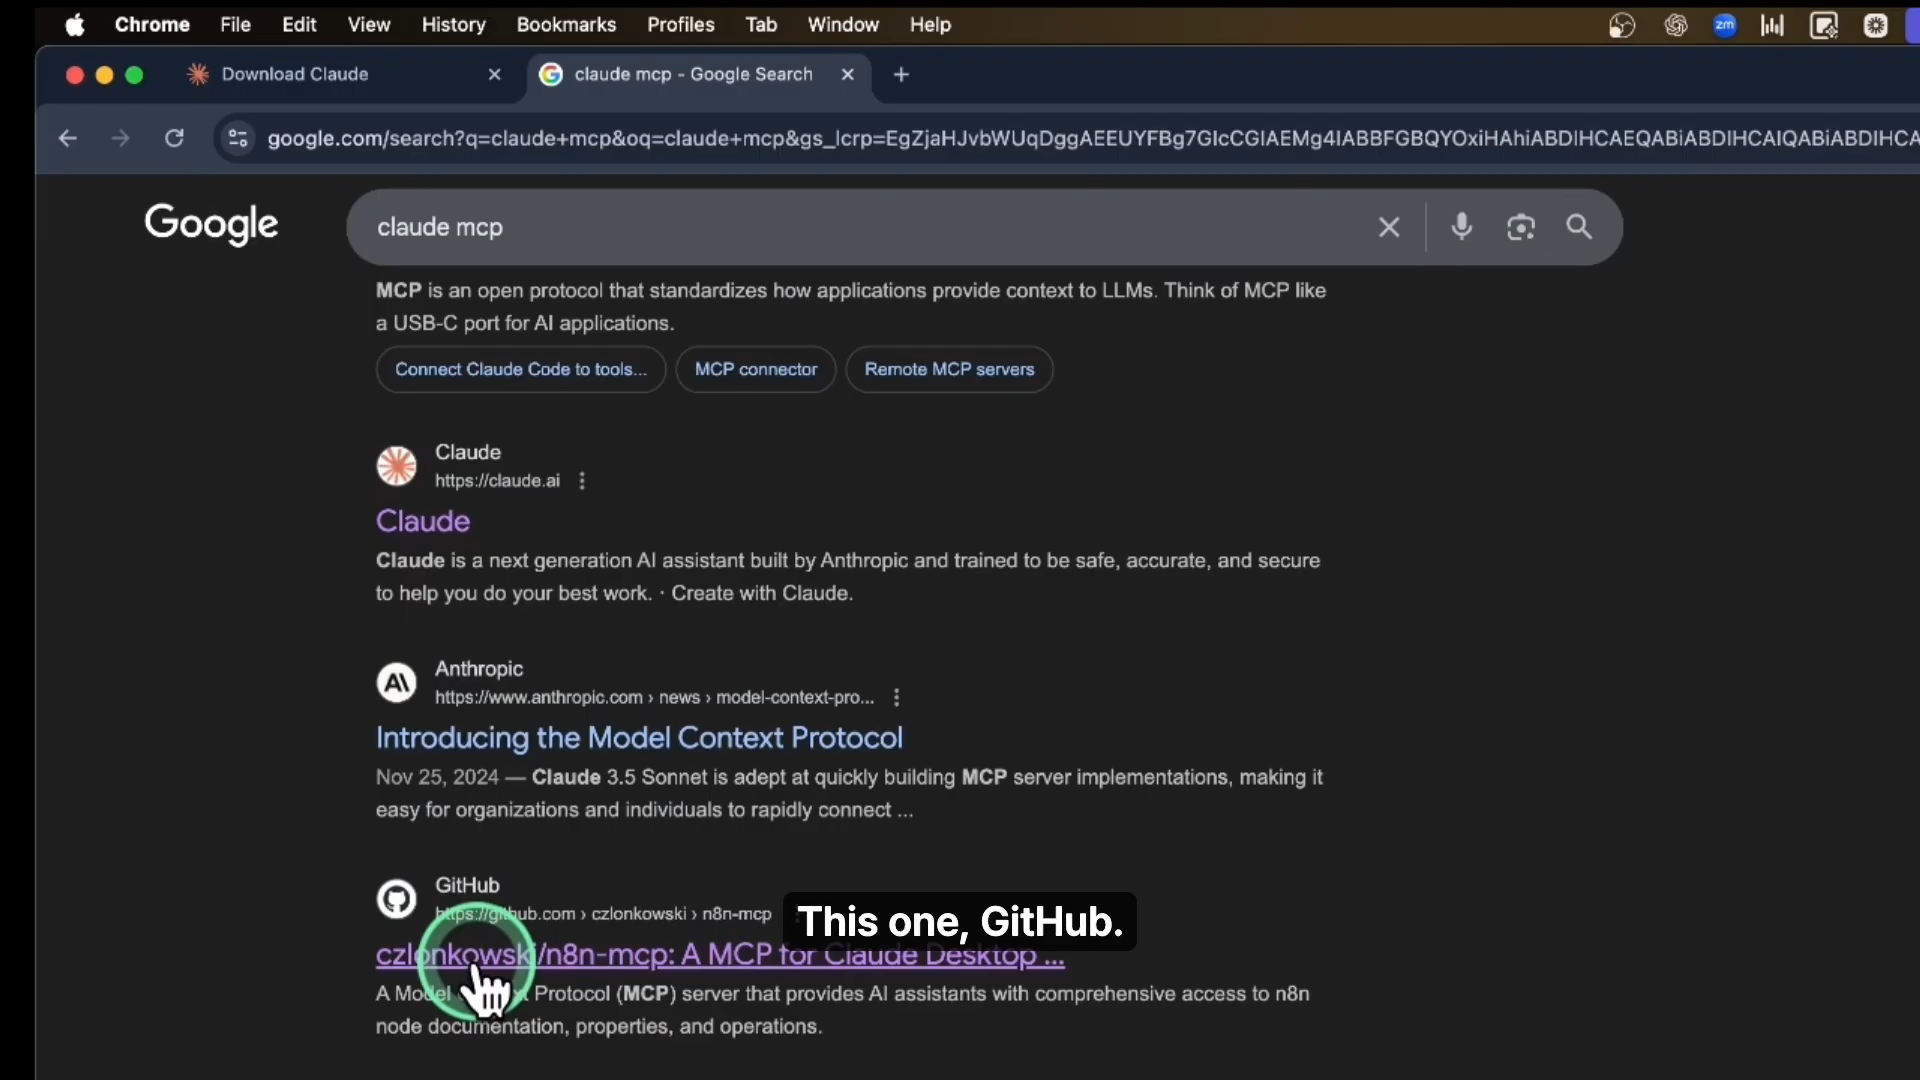 Chrome File Edit View History Bookmarks Profiles Tab Window Help
zm
Download Claude
claude mcp - Google Search
google.com/search?q=claude+mcp&oq=claude+mcp&gs_lcrp=
Google
claude mcp
MCP is an open protocol that standardizes how applications provide context to LLMs. Think of MCP like
a USB-C port for AI applications.
Connect Claude Code to tools...
MCP connector
Remote MCP servers
Claude
https://claude.ai
Claude
Claude is a next generation AI assistant built by Anthropic and trained to be safe, accurate, and secure
to help you do your best work. · Create with Claude.
Anthropic
https://www.anthropic.com › news › model-context-pro...
Introducing the Model Context Protocol
Nov 25, 2024 — Claude 3.5 Sonnet is adept at quickly building MCP server implementations, making it
easy for organizations and individuals to rapidly connect ...
GitHub
https://github.com › czlonkowski › n8n-mcp
This one, GitHub.
czlonkowski/n8n-mcp: A MCP for Claude Desktop ...
A Model Protocol (MCP) server that provides AI assistants with comprehensive access to n8n
node documentation, properties, and operations.